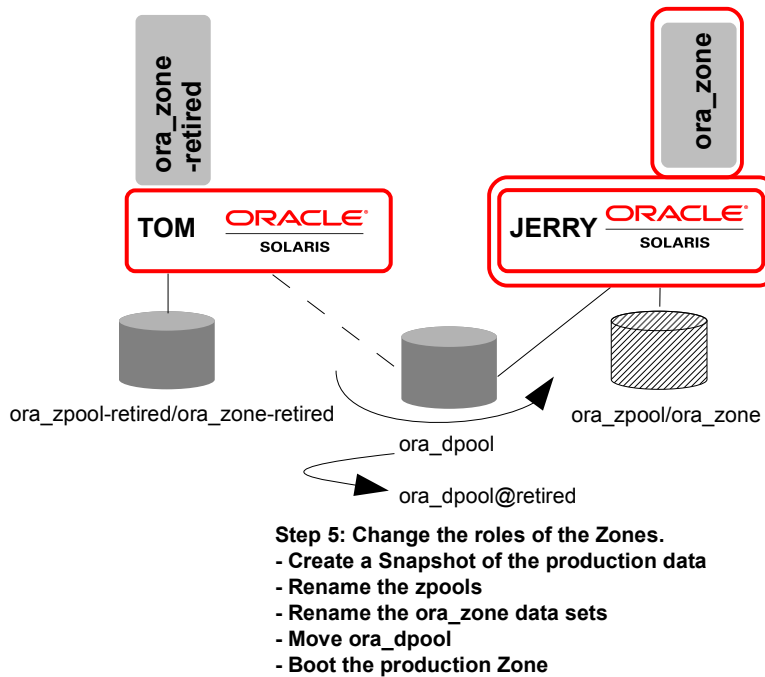 ora_zone
-retired
ora_zone
TOM
ORACLE®
SOLARIS
JERRY
ORACLE®
SOLARIS
ora_zpool-retired/ora_zone-retired
ora_zpool/ora_zone
ora_dpool
ora_dpool@retired
Step 5: Change the roles of the Zones.
- Create a Snapshot of the production data
- Rename the zpools
- Rename the ora_zone data sets
- Move ora_dpool
- Boot the production Zone